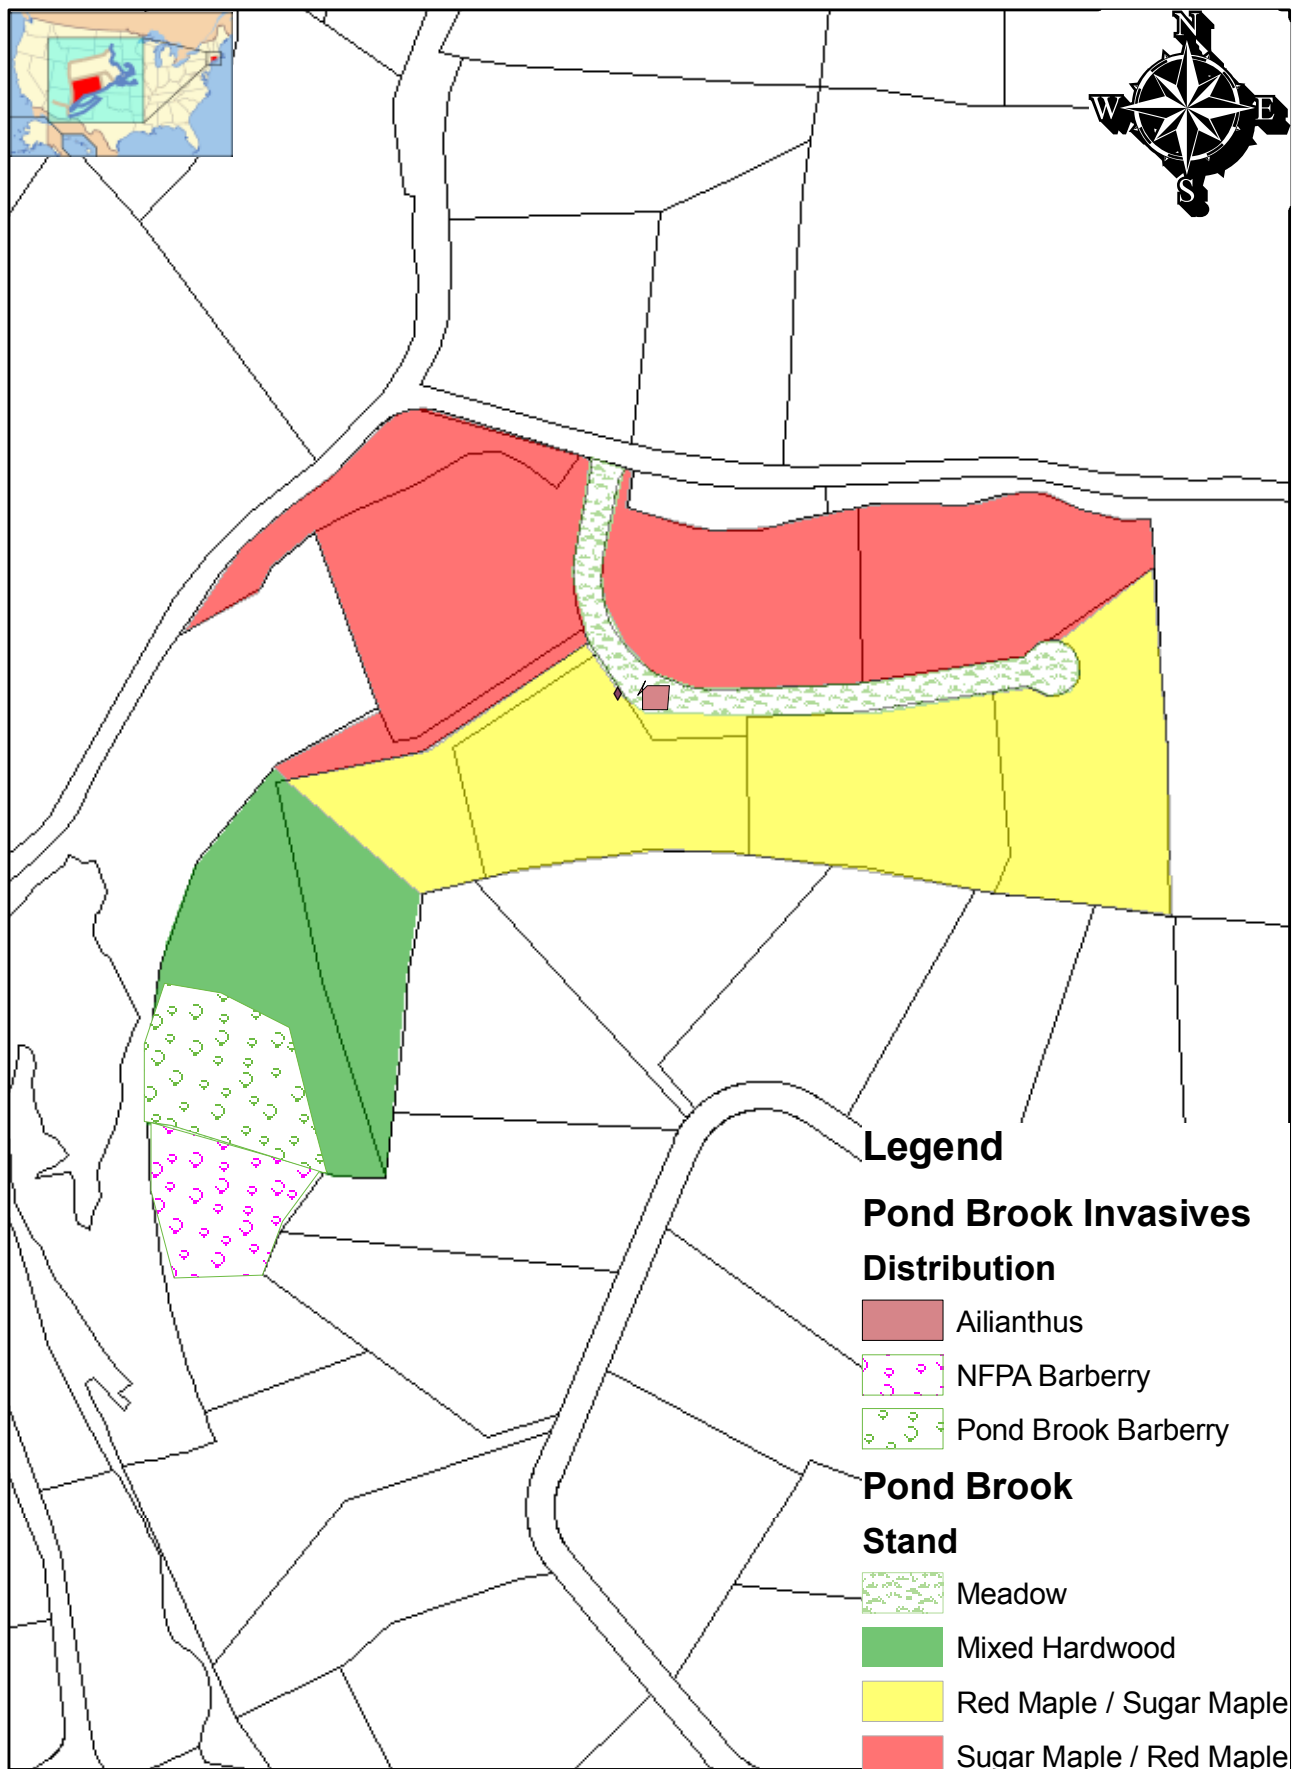 N
W
E
S
Legend
Pond Brook Invasives
Distribution
Ailianthus
NFPA Barberry
Pond Brook Barberry
Pond Brook
Stand
Meadow
Mixed Hardwood
Red Maple / Sugar Maple
Sugar Maple / Red Maple